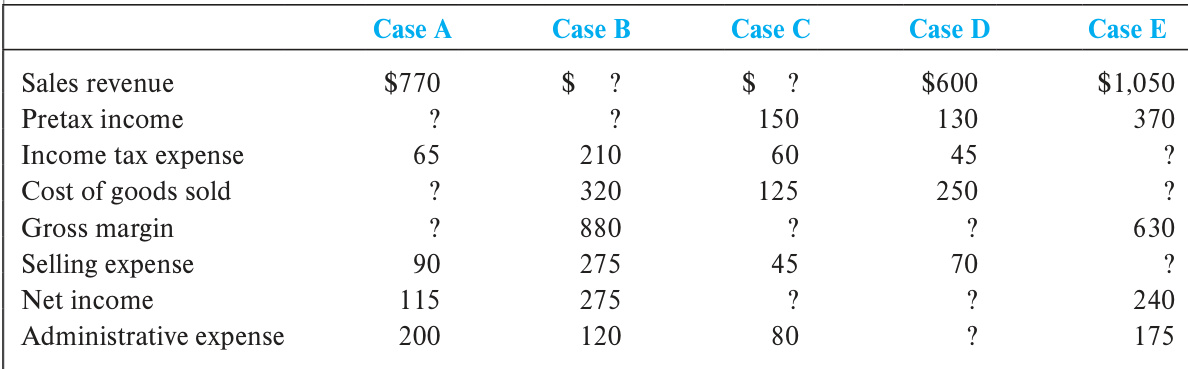 Case A Case B Case C Case D Case E
Sales revenue $770 $ ? $ ? $600 $1,050
Pretax income ? ? 150 130 370
Income tax expense 65 210 60 45 ?
Cost of goods sold ? 320 125 250 ?
Gross margin ? 880 ? ? 630
Selling expense 90 275 45 70 ?
Net income 115 275 ? ? 240
Administrative expense 200 120 80 ? 175